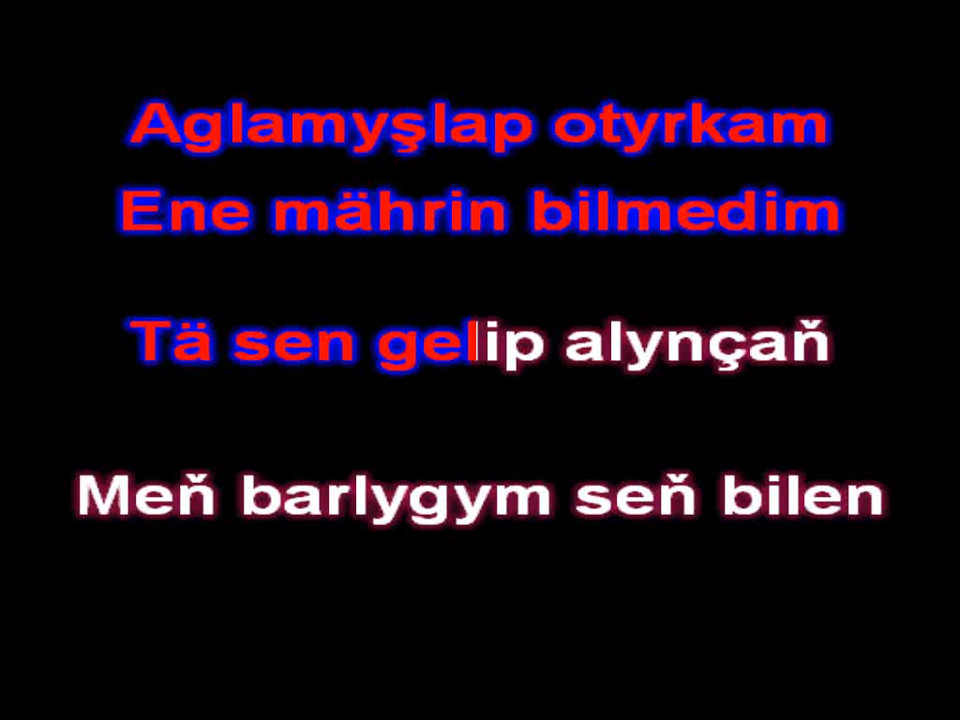 Aglamyşlap otyrkam
Ene mährin bilmedim
Tä sen gelip alynçaň
Meň barlygym seň bilen